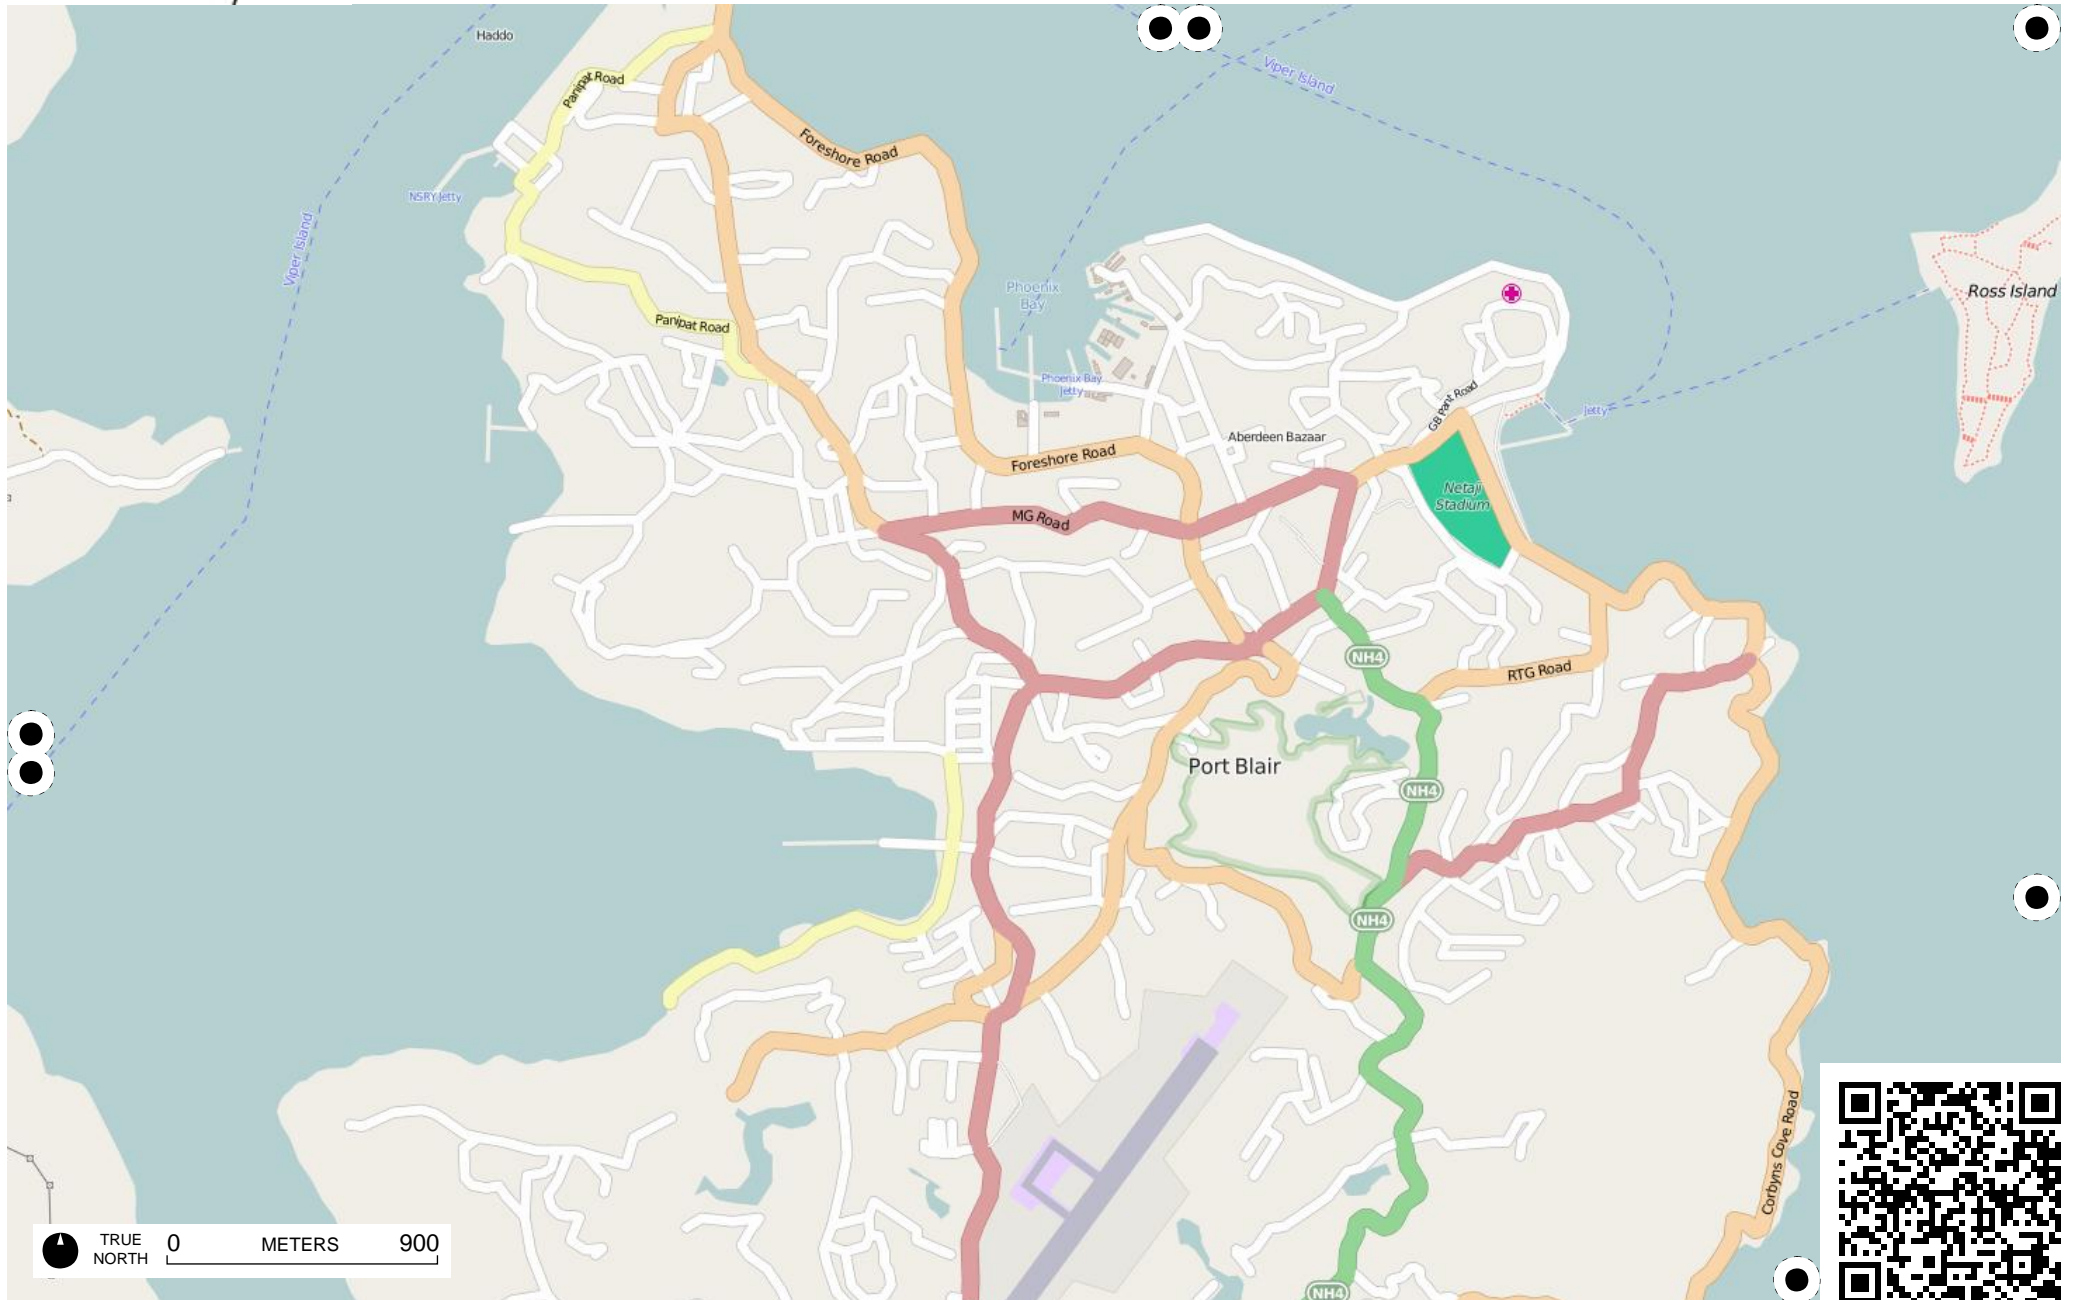 Haddo
Panipat Road
Viper Island
Foreshore Road
NSRY Jetty
Viper Island
Phoenix
Bay
Ross Island
Panipat Road
Phoenix Bay
Jetty
GB Pant Road
Jetty
Aberdeen Bazaar
Foreshore Road
Netaji
Stadium
MG Road
NH4
RTG Road
Port Blair
NH4
NH4
Corbyns Cove Road
TRUE
NORTH
0 METERS 900
NH4